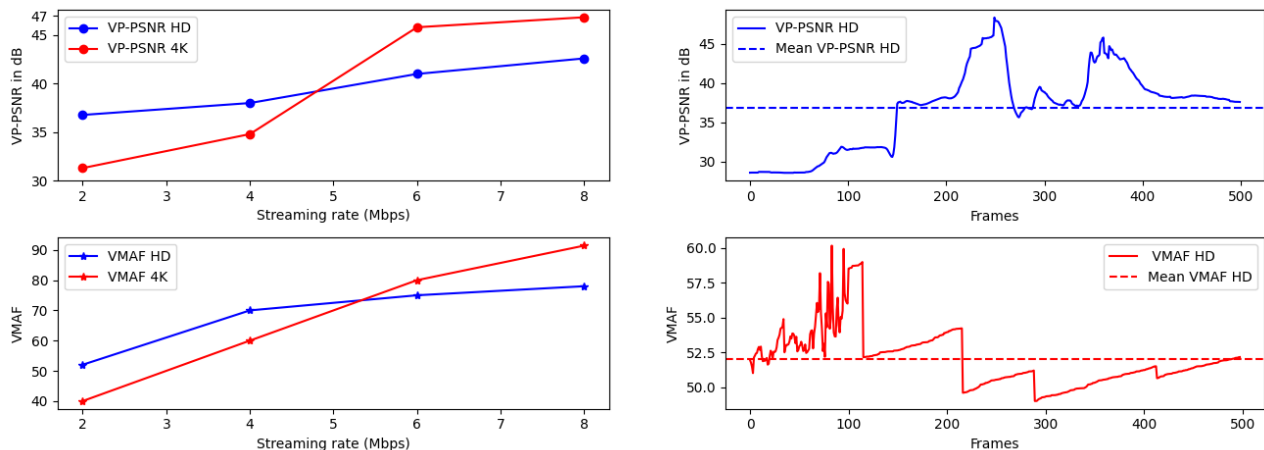 VP-PSNR in dB
47
45
40
35
30
VP-PSNR HD
VP-PSNR 4K
2 3 4 5 6 7 8
Streaming rate (Mbps)
VP-PSNR in dB
45
40
35
30
VP-PSNR HD
Mean VP-PSNR HD
0 100 200 300 400 500
Frames
VMAF
90
80
70
60
50
40
VMAF HD
VMAF 4K
2 3 4 5 6 7 8
Streaming rate (Mbps)
VMAF
60.0
57.5
55.0
52.5
50.0
VMAF HD
Mean VMAF HD
0 100 200 300 400 500
Frames